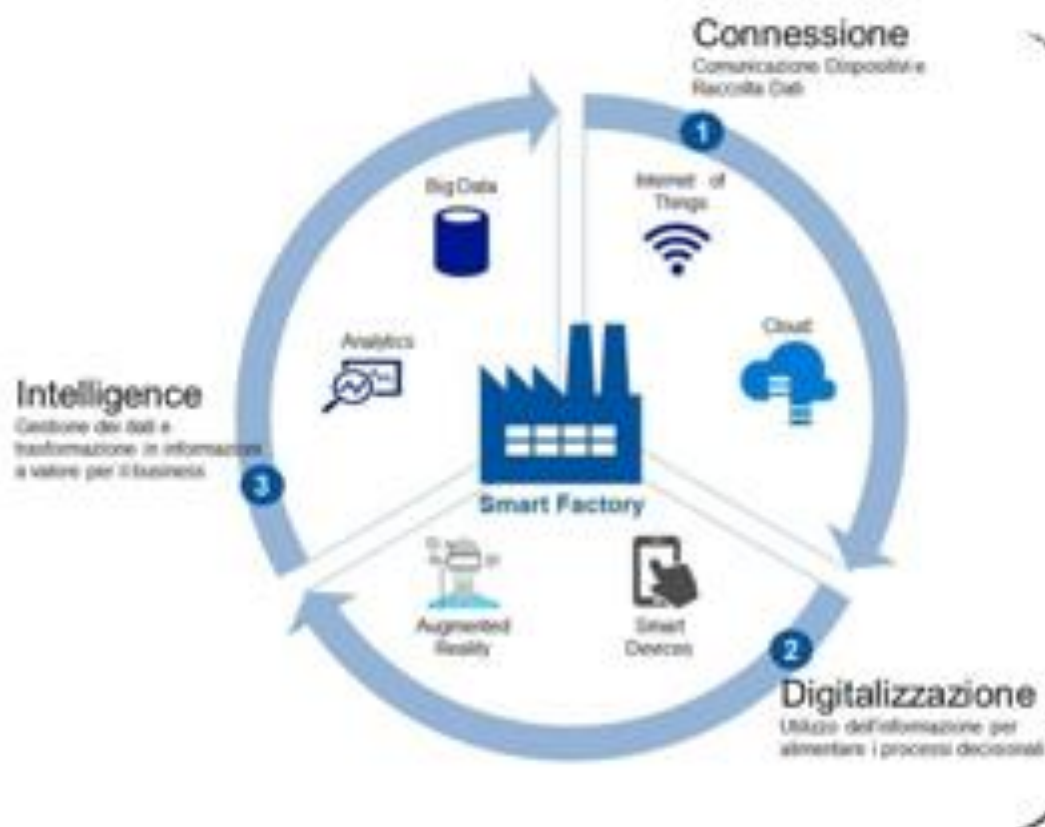 Connessione
Comunicazione Dispositivi e
Raccolta Dati
1
Big Data
Internet of
Things
Cloud
Analytics
Intelligence
Gestione dei dati e
trasformazione in informazioni
a valore per il business
3
Smart Factory
Augmented
Reality
Smart
Devices
2
Digitalizzazione
Utilizzo dell'informazione per
alimentare i processi decisionali